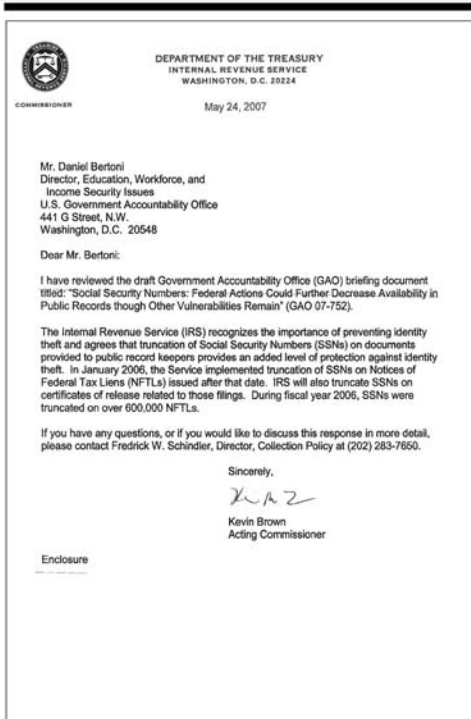 DEPARTMENT OF THE TREASURY
INTERNAL REVENUE SERVICE
WASHINGTON, D.C. 20224
COMMISSIONER
May 24, 2007
Mr. Daniel Bertoni
Director, Education, Workforce, and
Income Security Issues
U.S. Government Accountability Office
441 G Street, N.W.
Washington, D.C. 20548
Dear Mr. Bertoni:
I have reviewed the draft Government Accountability Office (GAO) briefing document
titled: "Social Security Numbers: Federal Actions Could Further Decrease Availability in
Public Records though Other Vulnerabilities Remain" (GAO 07-752).
The Internal Revenue Service (IRS) recognizes the importance of preventing identity
theft and agrees that truncation of Social Security Numbers (SSNs) on documents
provided to public record keepers provides an added level of protection against identity
theft. In January 2006, the Service implemented truncation of SSNs on Notices of
Federal Tax Liens (NFTLs) issued after that date. IRS will also truncate SSNs on
certificates of release related to those filings. During fiscal year 2006, SSNs were
truncated on over 600,000 NFTLs.
If you have any questions, or if you would like to discuss this response in more detail,
please contact Fredrick W. Schindler, Director, Collection Policy at (202) 283-7650.
Sincerely,
Kevin Brown
Acting Commissioner
Enclosure